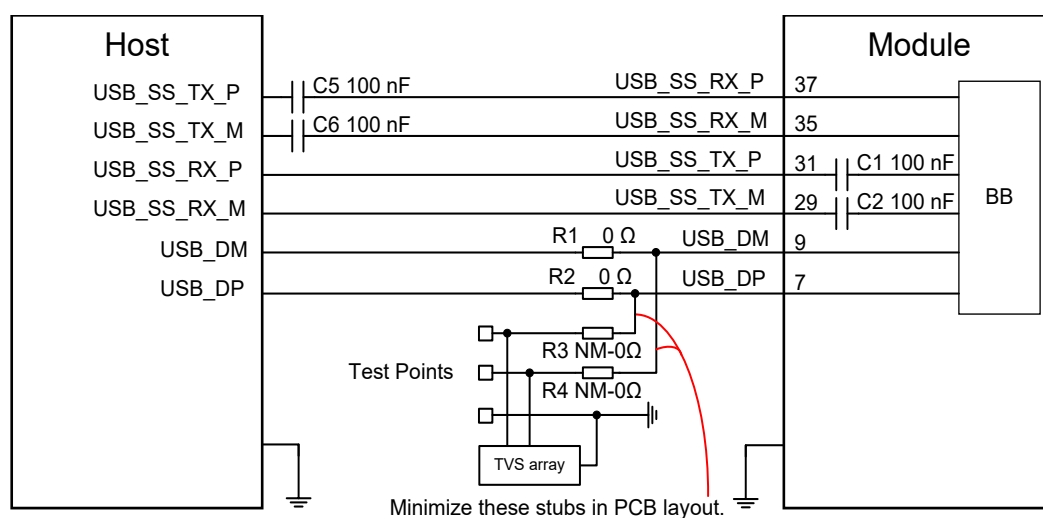 Host
Module
USB_SS_TX_P
C5 100 nF
USB_SS_RX_P
37
USB_SS_TX_M
C6 100 nF
USB_SS_RX_M
35
USB_SS_RX_P
USB_SS_TX_P
31
C1 100 nF
USB_SS_RX_M
USB_SS_TX_M
29
C2 100 nF
BB
USB_DM
R1 0 Ω
USB_DM
9
USB_DP
R2 0 Ω
USB_DP
7
R3 NM-0Ω
Test Points
R4 NM-0Ω
TVS array
Minimize these stubs in PCB layout.